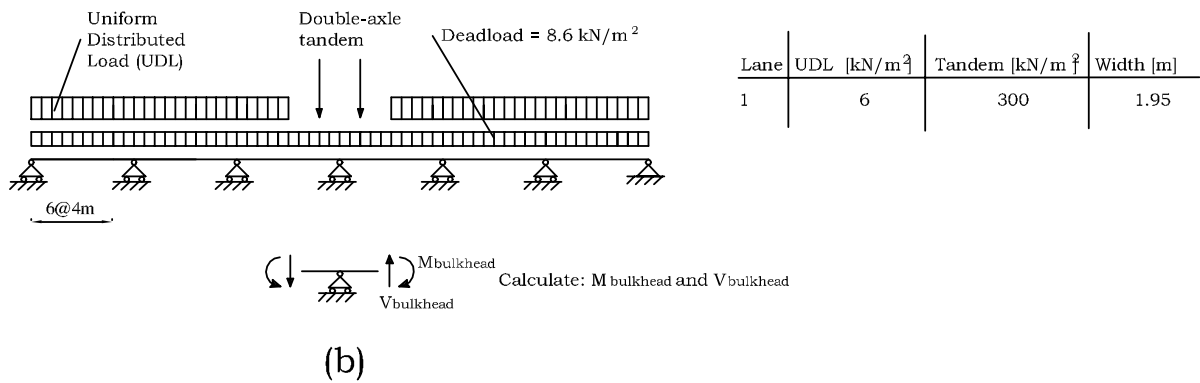 Uniform
Distributed
Load (UDL)
Double-axle
tandem
Deadload = 8.6 kN/m²
Lane UDL [kN/m²] Tandem [kN/m²] Width [m]
1 6 300 1.95
6@4m
Mbulkhead
Vbulkhead
Calculate: M bulkhead and Vbulkhead
(b)